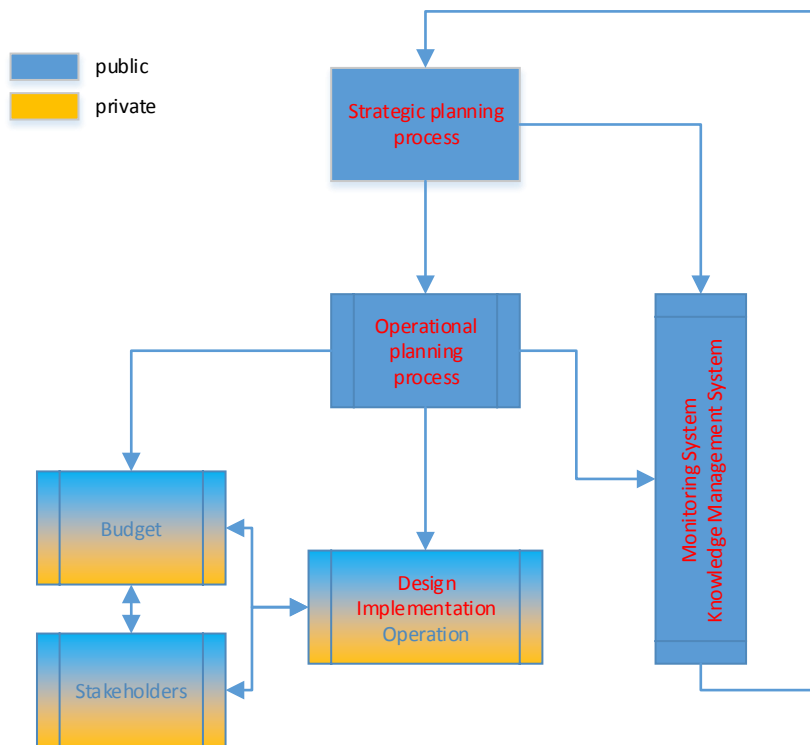 public
private
Strategic planning
process
Operational
planning
process
Monitoring System
Knowledge Management System
Budget
Design
Implementation
Operation
Stakeholders